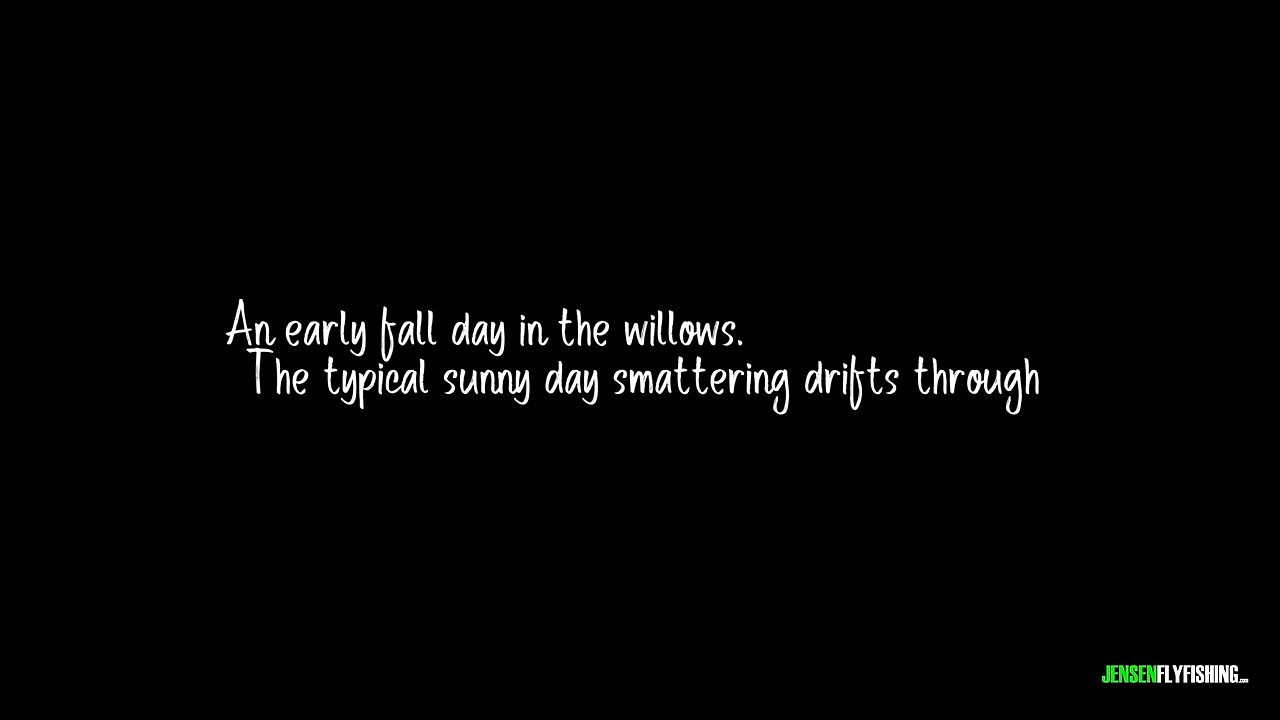 An early fall day in the willows.
The typical sunny day smattering drifts through
JENSENFLYFISHING.com